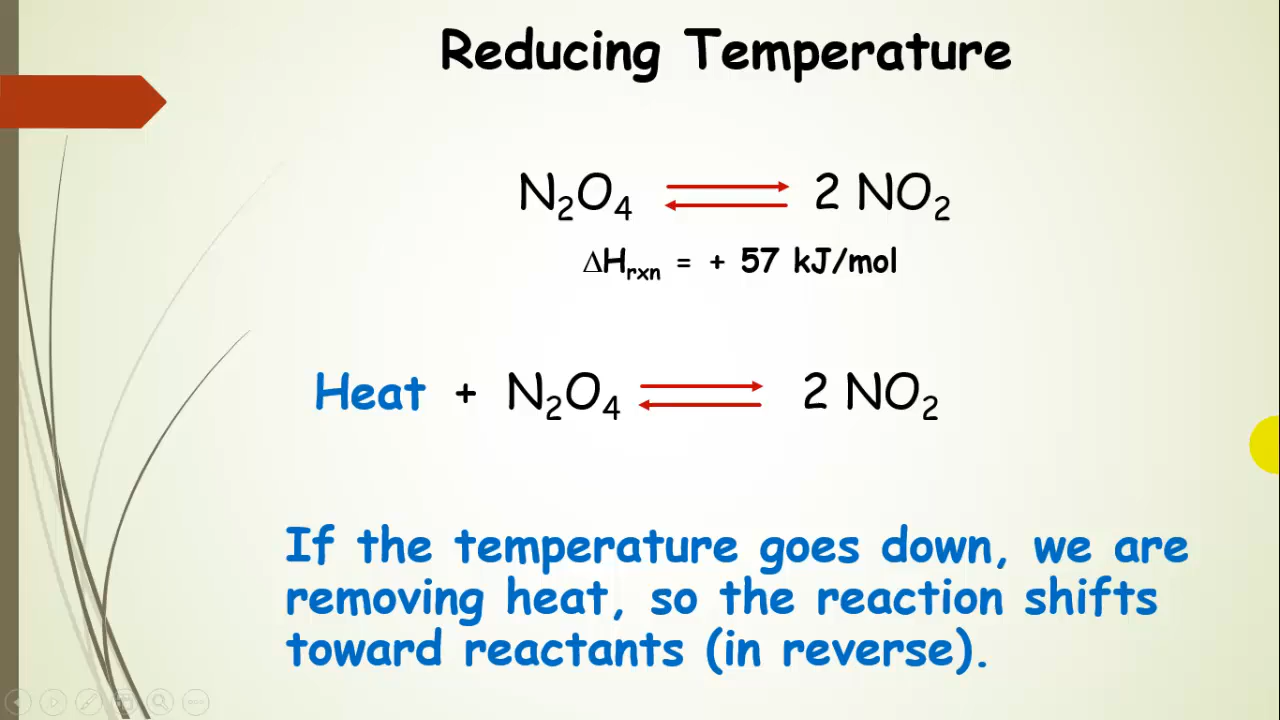 Reducing Temperature
N₂O₄ ⇌ 2 NO₂
ΔHrxn = + 57 kJ/mol
Heat + N₂O₄ ⇌ 2 NO₂
If the temperature goes down, we are
removing heat, so the reaction shifts
toward reactants (in reverse).